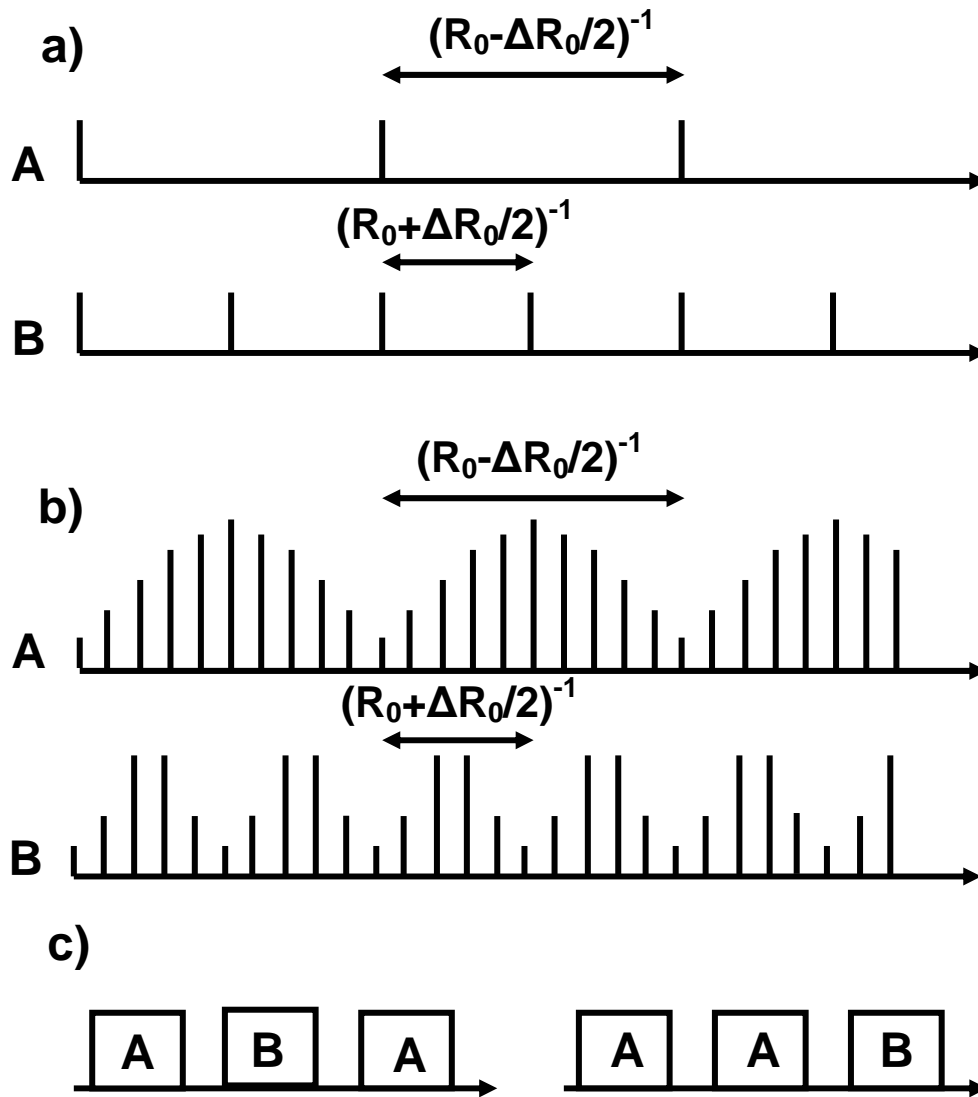 a)
(R₀-ΔR₀/2)⁻¹
A
(R₀+ΔR₀/2)⁻¹
B
b)
(R₀-ΔR₀/2)⁻¹
A
(R₀+ΔR₀/2)⁻¹
B
c)
A B A A A B